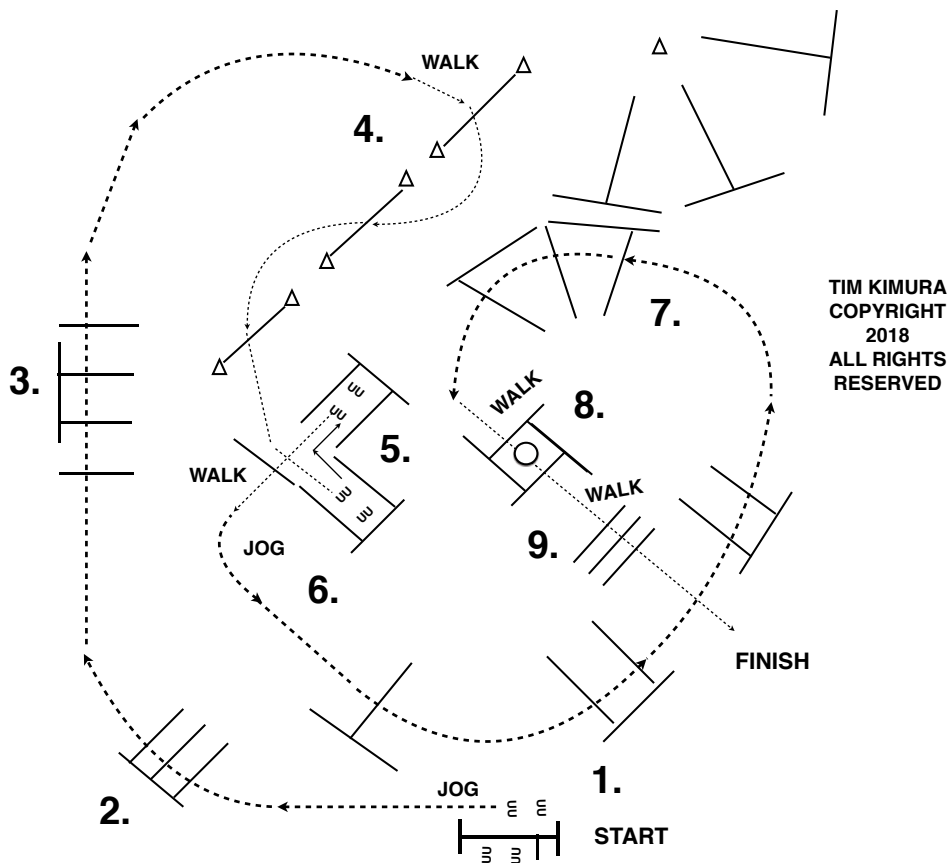 WALK
4.
TIM KIMURA
COPYRIGHT
2018
ALL RIGHTS
RESERVED
7.
3.
WALK
8.
5.
WALK
WALK
9.
JOG
6.
FINISH
JOG
1.
2.
START